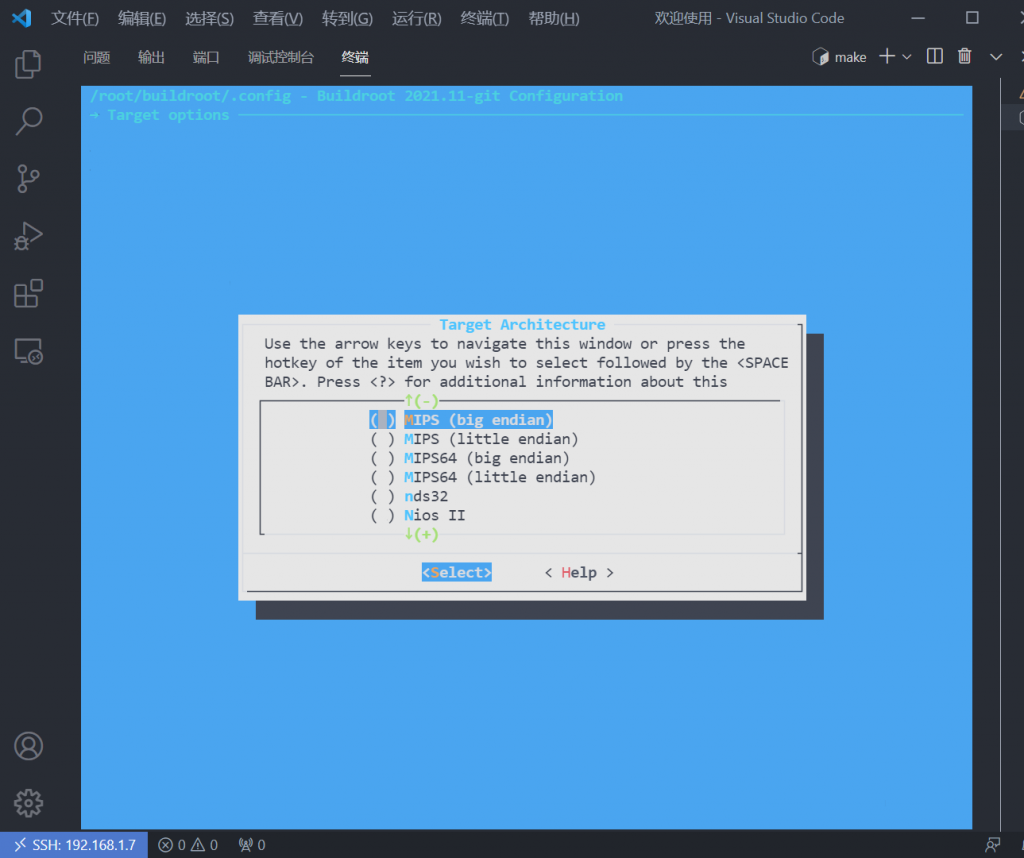 文件(F) 编辑(E) 选择(S) 查看(V) 转到(G) 运行(R) 终端(T) 帮助(H) 欢迎使用 - Visual Studio Code
问题 输出 端口 调试控制台 终端 make
/root/buildroot/.config - Buildroot 2021.11-git Configuration
→ Target options
Target Architecture
Use the arrow keys to navigate this window or press the
hotkey of the item you wish to select followed by the <SPACE
BAR>. Press <?> for additional information about this
↑(-)
( ) MIPS (big endian)
( ) MIPS (little endian)
( ) MIPS64 (big endian)
( ) MIPS64 (little endian)
( ) nds32
( ) Nios II
↓(+)
<Select> < Help >
SSH: 192.168.1.7 0 0 0